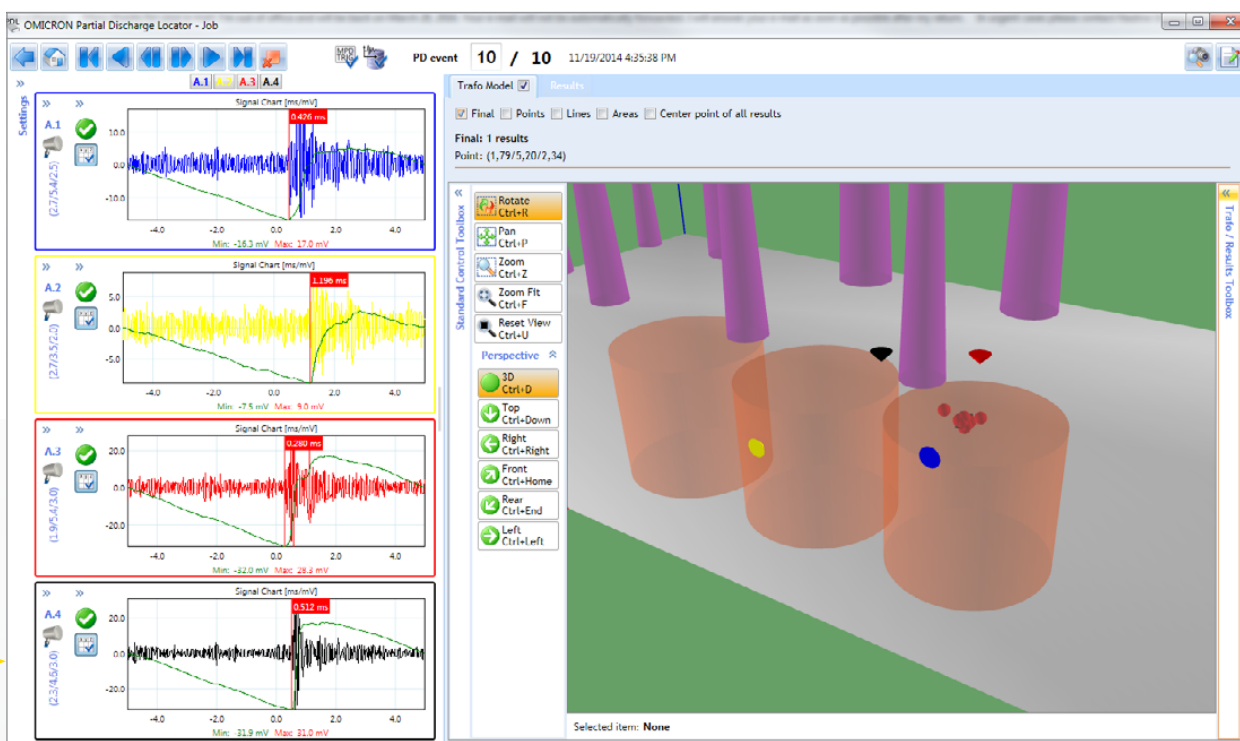 OMICRON Partial Discharge Locator - Job
PD event 10 / 10 11/19/2014 4:35:38 PM
A.1 A.2 A.3 A.4
Settings
A.1
(2.7/5.4/2.5)
Signal Chart [ms/mV]
0.426 ms
10.0
0.0
-10.0
Min: -16.3 mV Max: 17.0 mV
A.2
(2.7/3.5/2.0)
Signal Chart [ms/mV]
1.196 ms
5.0
0.0
-5.0
-4.0 -2.0 0.0 2.0 4.0
Min: -7.5 mV Max: 9.0 mV
A.3
(1.9/5.4/3.0)
Signal Chart [ms/mV]
0.280 ms
20.0
0.0
-20.0
-4.0 -2.0 0.0 2.0 4.0
Min: -32.0 mV Max: 28.3 mV
A.4
(2.3/4.6/3.0)
Signal Chart [ms/mV]
0.512 ms
20.0
0.0
-20.0
-4.0 -2.0 0.0 2.0 4.0
Min: -31.9 mV Max: 31.0 mV
Trafo Model Results
Final Points Lines Areas Center point of all results
Final: 1 results
Point: (1,79/5,20/2,34)
Standard Control Toolbox
Rotate
Ctrl+R
Pan
Ctrl+P
Zoom
Ctrl+Z
Zoom Fit
Ctrl+F
Reset View
Ctrl+U
Perspective
3D
Ctrl+D
Top
Ctrl+Down
Right
Ctrl+Right
Front
Ctrl+Home
Rear
Ctrl+End
Left
Ctrl+Left
Trafo / Results Toolbox
Selected item: None